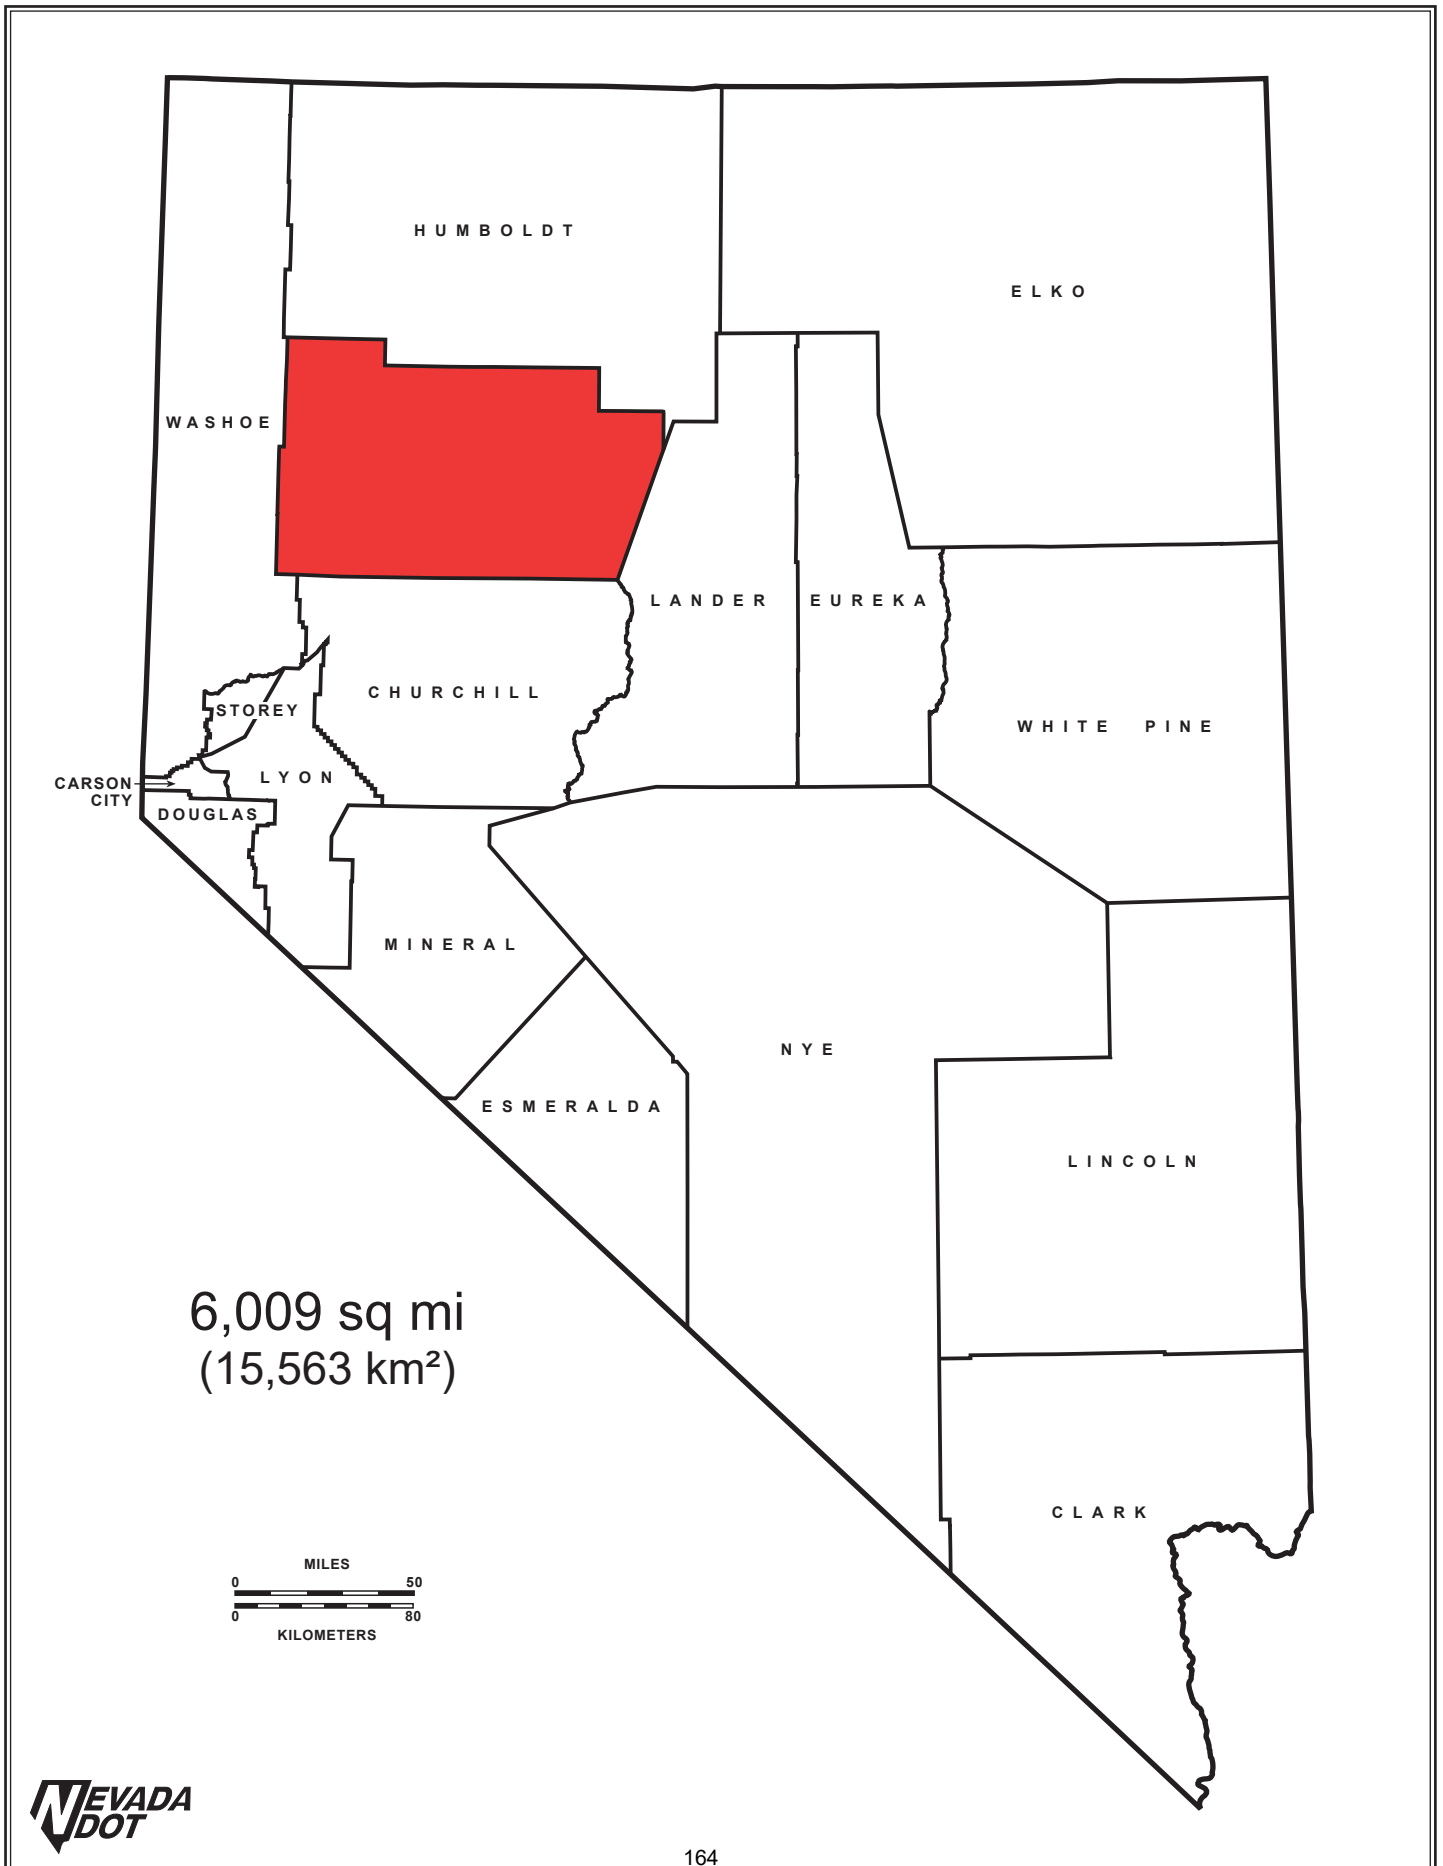 HUMBOLDT
ELKO
WASHOE
LANDER
EUREKA
CHURCHILL
STOREY
WHITE PINE
LYON
CARSON
CITY
DOUGLAS
MINERAL
NYE
ESMERALDA
LINCOLN
6,009 sq mi
(15,563 km²)
CLARK
MILES
0 50
0 80
KILOMETERS
NEVADA
DOT
164